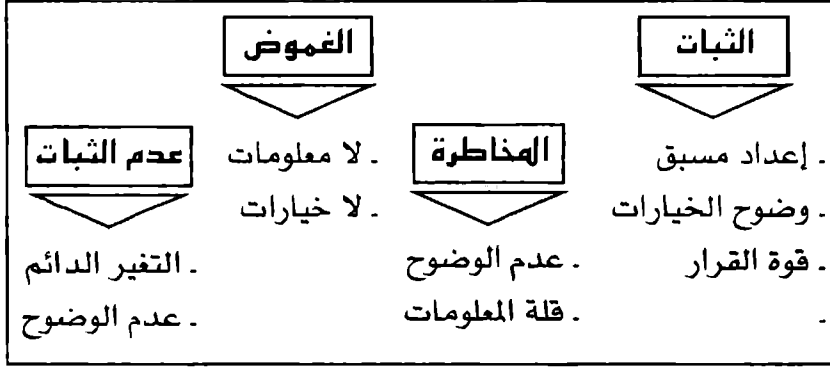 الثبات
. إعداد مسبق
. وضوح الخيارات
. قوة القرار
.
المخاطرة
. عدم الوضوح
. قلة المعلومات
الغموض
. لا معلومات
. لا خيارات
عدم الثبات
. التغير الدائم
. عدم الوضوح